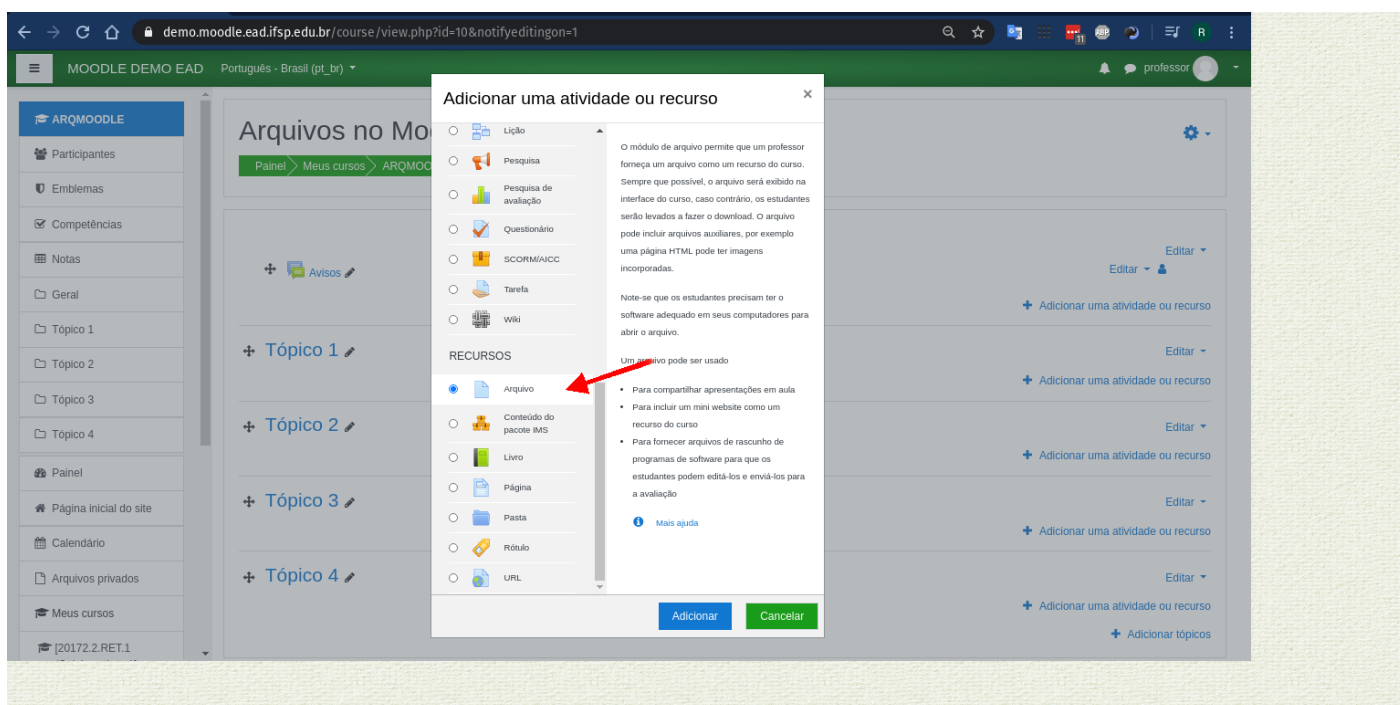 demo.moodle.ead.ifsp.edu.br/course/view.php?id=10&notifyeditingon=1
11
ABP
R
MOODLE DEMO EAD
Português - Brasil (pt_br)
professor
ARQMOODLE
Participantes
Emblemas
Competências
Notas
Geral
Tópico 1
Tópico 2
Tópico 3
Tópico 4
Painel
Página inicial do site
Calendário
Arquivos privados
Meus cursos
[20172.2.RET.1
Arquivos no Mo
Painel
Meus cursos
ARQMOO
Avisos
Editar
Editar
Adicionar uma atividade ou recurso
Tópico 1
Editar
Adicionar uma atividade ou recurso
Tópico 2
Editar
Adicionar uma atividade ou recurso
Tópico 3
Editar
Adicionar uma atividade ou recurso
Tópico 4
Editar
Adicionar uma atividade ou recurso
Adicionar tópicos
Adicionar uma atividade ou recurso
×
Lição
Pesquisa
Pesquisa de
avaliação
Questionário
SCORM/AICC
Tarefa
Wiki
RECURSOS
Arquivo
Conteúdo do
pacote IMS
Livro
Página
Pasta
Rótulo
URL
O módulo de arquivo permite que um professor
forneça um arquivo como um recurso do curso.
Sempre que possível, o arquivo será exibido na
interface do curso, caso contrário, os estudantes
serão levados a fazer o download. O arquivo
pode incluir arquivos auxiliares, por exemplo
uma página HTML pode ter imagens
incorporadas.
Note-se que os estudantes precisam ter o
software adequado em seus computadores para
abrir o arquivo.
Um arquivo pode ser usado
Para compartilhar apresentações em aula
Para incluir um mini website como um
recurso do curso
Para fornecer arquivos de rascunho de
programas de software para que os
estudantes podem editá-los e enviá-los para
a avaliação
Mais ajuda
Adicionar
Cancelar